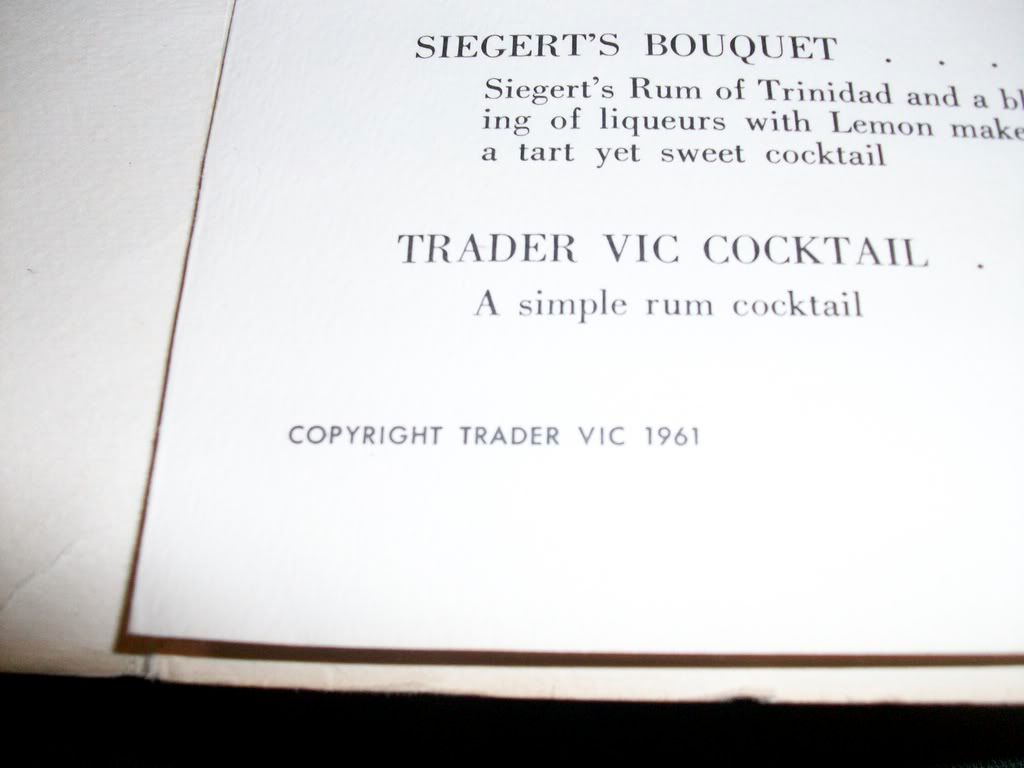 SIEGERT'S BOUQUET . . .
Siegert's Rum of Trinidad and a
ing of liqueurs with Lemon make
a tart yet sweet cocktail
TRADER VIC COCKTAIL .
A simple rum cocktail
COPYRIGHT TRADER VIC 1961